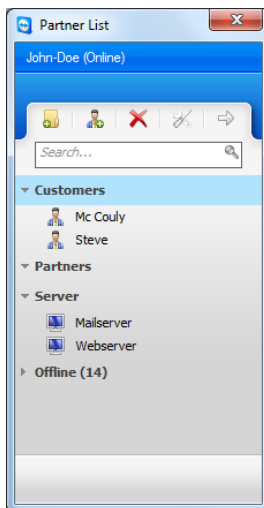 Partner List
John-Doe (Online)
Search...
Customers
Mc Couly
Steve
Partners
Server
Mailserver
Webserver
Offline (14)